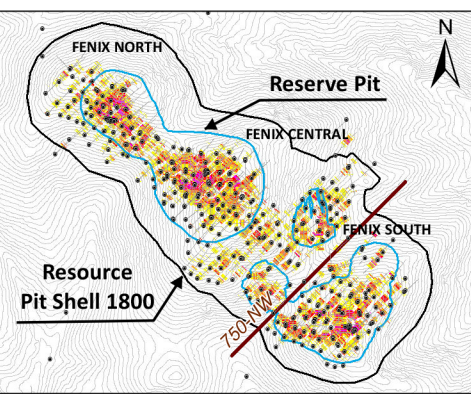 N
FENIX NORTH
Reserve Pit
FENIX CENTRAL
FENIX SOUTH
Resource
Pit Shell 1800
750-NW